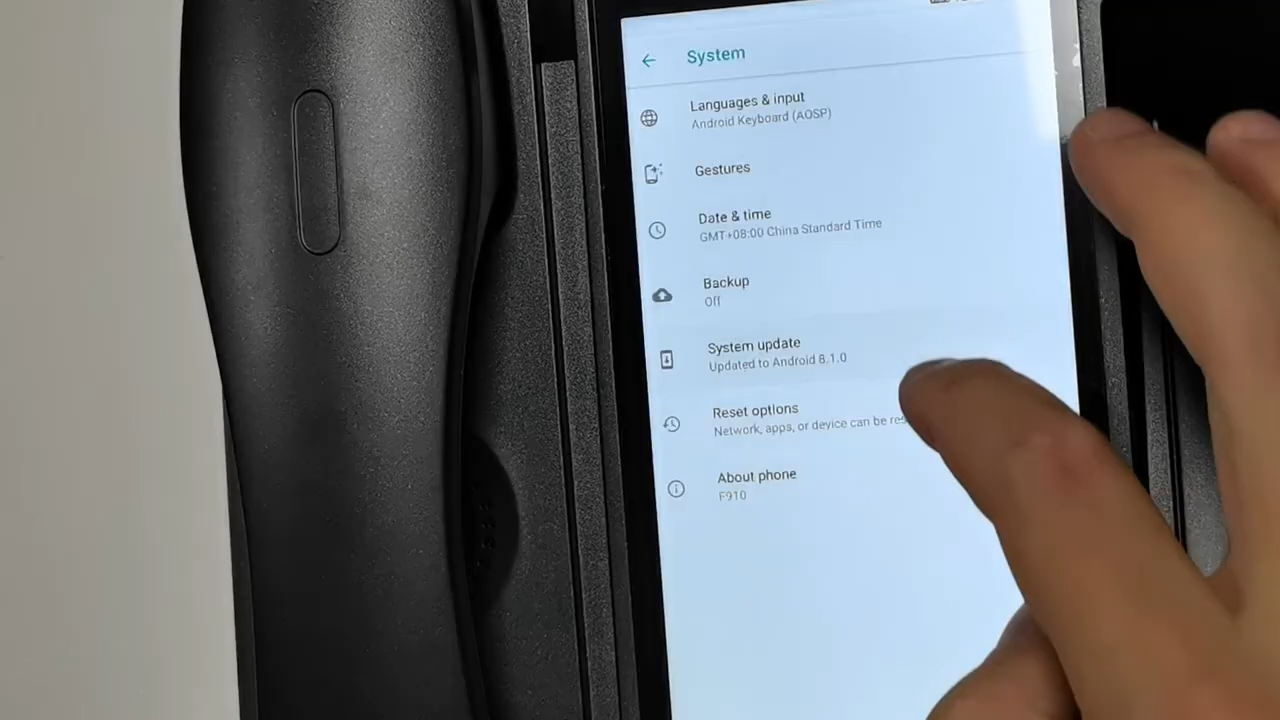 System
Languages & input
Android Keyboard (AOSP)
Gestures
Date & time
GMT+08:00 China Standard Time
Backup
Off
System update
Updated to Android 8.1.0
Reset options
Network, apps, or device can be
About phone
F910